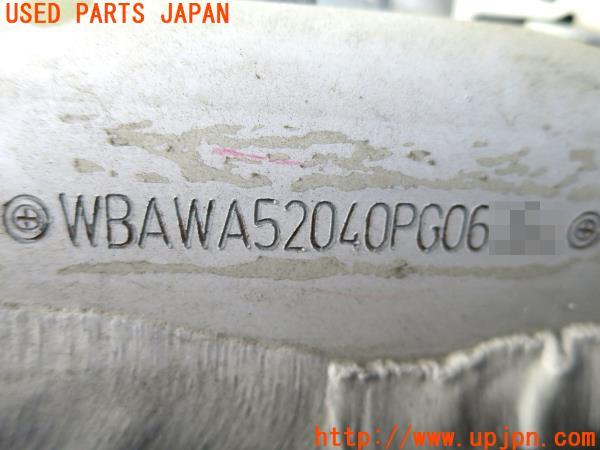 USED PARTS JAPAN
WBAWA52040PG06
http://www.upjpn.com/